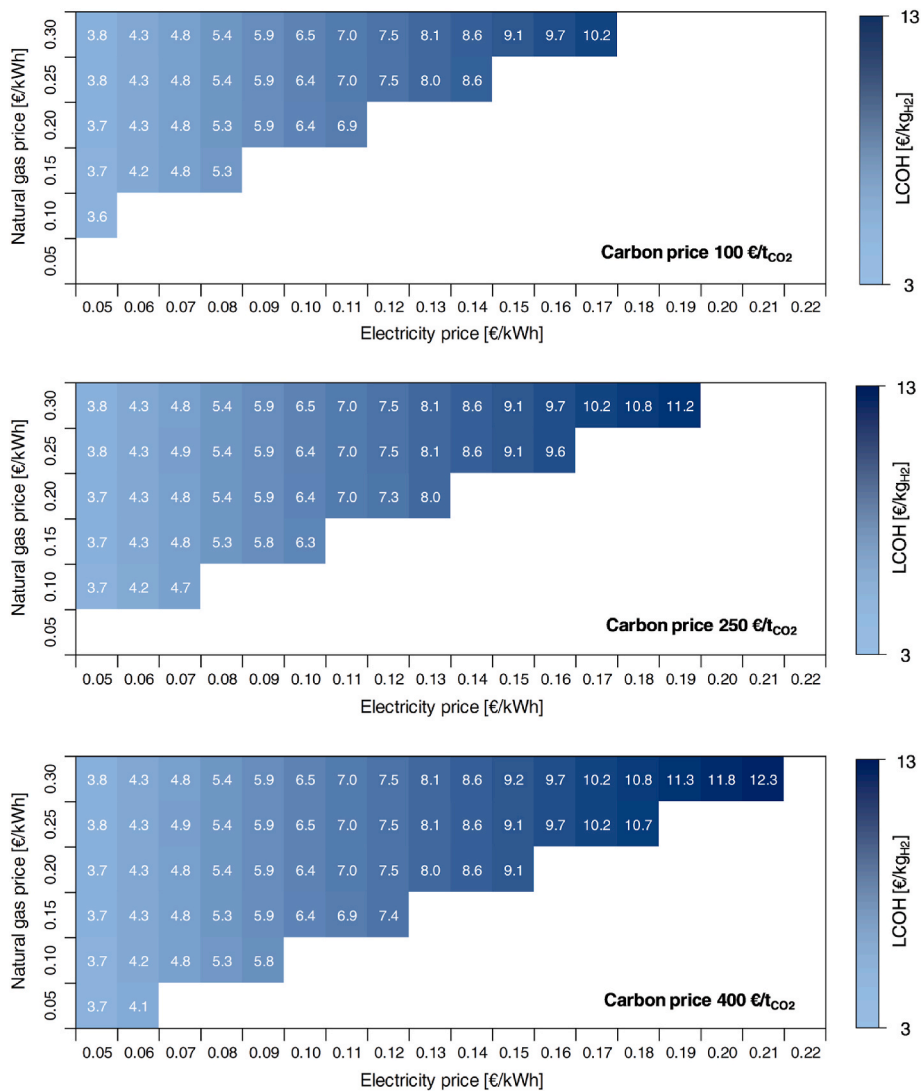 Natural gas price [€/kWh]
0.30 3.8 4.3 4.8 5.4 5.9 6.5 7.0 7.5 8.1 8.6 9.1 9.7 10.2
0.25 3.8 4.3 4.8 5.4 5.9 6.4 7.0 7.5 8.0 8.6
0.20 3.7 4.3 4.8 5.3 5.9 6.4 6.9
0.15 3.7 4.2 4.8 5.3
0.10 3.6
0.05
Carbon price 100 €/tCO2
0.05 0.06 0.07 0.08 0.09 0.10 0.11 0.12 0.13 0.14 0.15 0.16 0.17 0.18 0.19 0.20 0.21 0.22
Electricity price [€/kWh]
13
3
LCOH [€/kgH2]
Natural gas price [€/kWh]
0.30 3.8 4.3 4.8 5.4 5.9 6.5 7.0 7.5 8.1 8.6 9.1 9.7 10.2 10.8 11.2
0.25 3.8 4.3 4.9 5.4 5.9 6.4 7.0 7.5 8.1 8.6 9.1 9.6
0.20 3.7 4.3 4.8 5.4 5.9 6.4 7.0 7.3 8.0
0.15 3.7 4.3 4.8 5.3 5.8 6.3
0.10 3.7 4.2 4.7
0.05
Carbon price 250 €/tCO2
0.05 0.06 0.07 0.08 0.09 0.10 0.11 0.12 0.13 0.14 0.15 0.16 0.17 0.18 0.19 0.20 0.21 0.22
Electricity price [€/kWh]
13
3
LCOH [€/kgH2]
Natural gas price [€/kWh]
0.30 3.8 4.3 4.8 5.4 5.9 6.5 7.0 7.5 8.1 8.6 9.2 9.7 10.2 10.8 11.3 11.8 12.3
0.25 3.8 4.3 4.9 5.4 5.9 6.5 7.0 7.5 8.1 8.6 9.1 9.7 10.2 10.7
0.20 3.7 4.3 4.8 5.4 5.9 6.4 7.0 7.5 8.0 8.6 9.1
0.15 3.7 4.3 4.8 5.3 5.9 6.4 6.9 7.4
0.10 3.7 4.2 4.8 5.3 5.8
0.05 3.7 4.1
Carbon price 400 €/tCO2
0.05 0.06 0.07 0.08 0.09 0.10 0.11 0.12 0.13 0.14 0.15 0.16 0.17 0.18 0.19 0.20 0.21 0.22
Electricity price [€/kWh]
13
3
LCOH [€/kgH2]